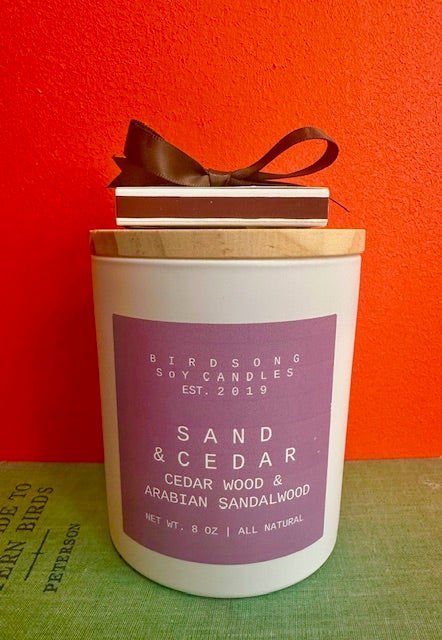 BIRDSONG
SoY CANDLES
EST. 2019
SAND
& CEDAR
CEDAR WOOD &
ARABIAN SANDALWOOD
NET WT. 8 OZ | ALL NATURAL
TO
BIRDS
PETERSON